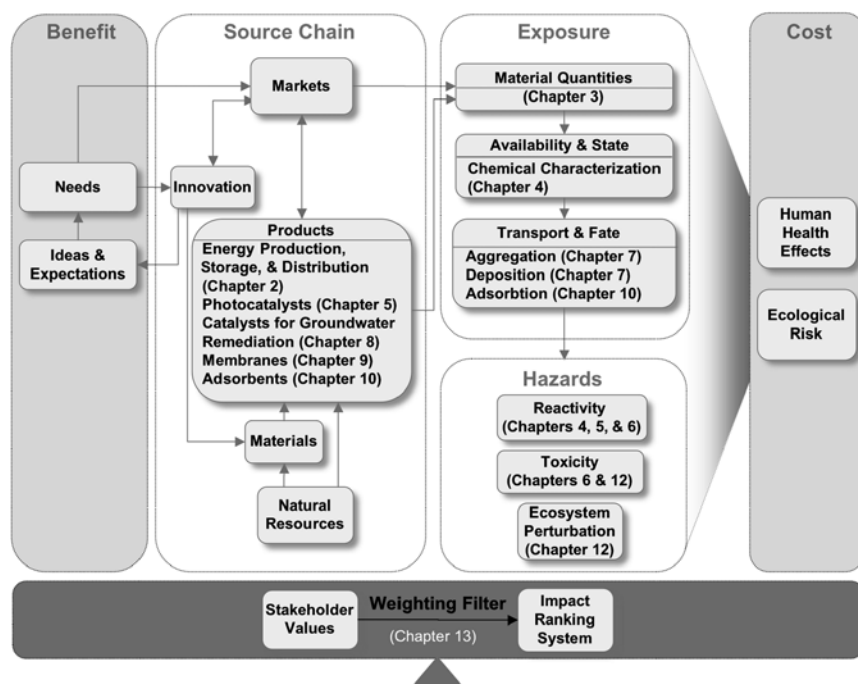 Benefit
Needs
Ideas &
Expectations
Source Chain
Markets
Innovation
Products
Energy Production,
Storage, & Distribution
(Chapter 2)
Photocatalysts (Chapter 5)
Catalysts for Groundwater
Remediation (Chapter 8)
Membranes (Chapter 9)
Adsorbents (Chapter 10)
Materials
Natural
Resources
Exposure
Material Quantities
(Chapter 3)
Availability & State
Chemical Characterization
(Chapter 4)
Transport & Fate
Aggregation (Chapter 7)
Deposition (Chapter 7)
Adsorbtion (Chapter 10)
Hazards
Reactivity
(Chapters 4, 5, & 6)
Toxicity
(Chapters 6 & 12)
Ecosystem
Perturbation
(Chapter 12)
Cost
Human
Health
Effects
Ecological
Risk
Stakeholder
Values
Weighting Filter
(Chapter 13)
Impact
Ranking
System